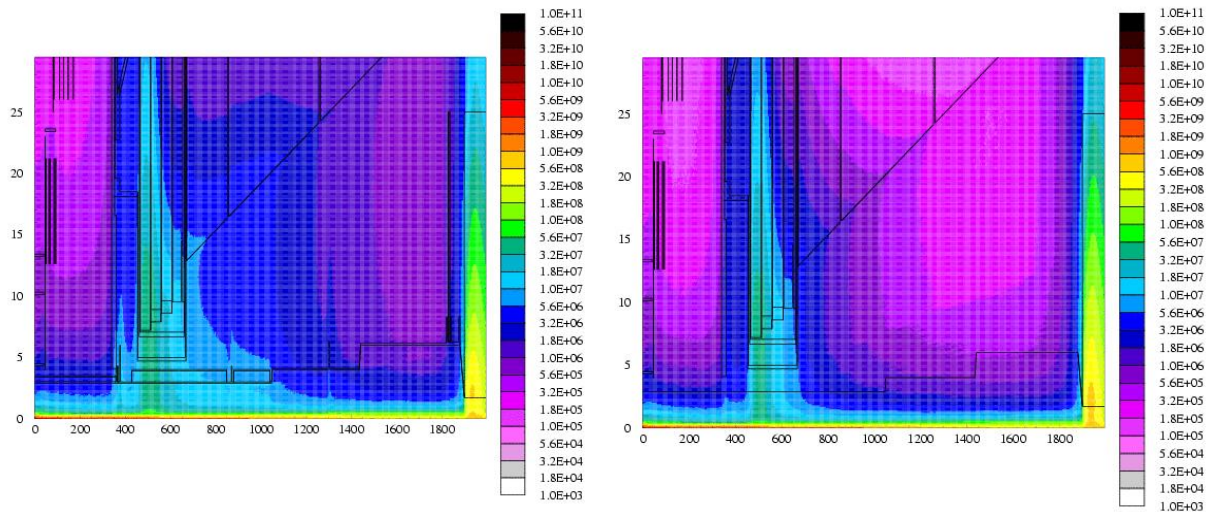 1.0E+11
5.6E+10
3.2E+10
1.8E+10
1.0E+10
5.6E+09
3.2E+09
1.8E+09
1.0E+09
5.6E+08
3.2E+08
1.8E+08
1.0E+08
5.6E+07
3.2E+07
1.8E+07
1.0E+07
5.6E+06
3.2E+06
1.8E+06
1.0E+06
5.6E+05
3.2E+05
1.8E+05
1.0E+05
5.6E+04
3.2E+04
1.8E+04
1.0E+03
25
20
15
10
5
0
0 200 400 600 800 1000 1200 1400 1600 1800
1.0E+11
5.6E+10
3.2E+10
1.8E+10
1.0E+10
5.6E+09
3.2E+09
1.8E+09
1.0E+09
5.6E+08
3.2E+08
1.8E+08
1.0E+08
5.6E+07
3.2E+07
1.8E+07
1.0E+07
5.6E+06
3.2E+06
1.8E+06
1.0E+06
5.6E+05
3.2E+05
1.8E+05
1.0E+05
5.6E+04
3.2E+04
1.8E+04
1.0E+03
25
20
15
10
5
0
0 200 400 600 800 1000 1200 1400 1600 1800